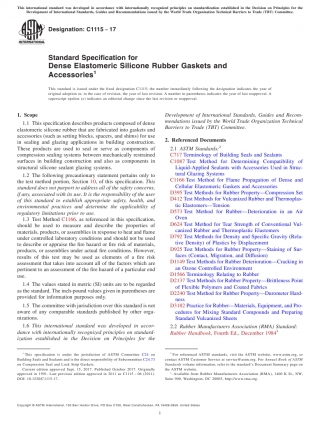 This international standard was developed in accordance with internationally recognized principles on standardization established in the Decision on Principles for the
Development of International Standards, Guides and Recommendations issued by the World Trade Organization Technical Barriers to Trade (TBT) Committee.
Designation: C1115 – 17
INTERNATIONAL
Standard Specification for
Dense Elastomeric Silicone Rubber Gaskets and
Accessories1
This standard is issued under the fixed designation C1115; the number immediately following the designation indicates the year of
original adoption or, in the case of revision, the year of last revision. A number in parentheses indicates the year of last reapproval. A
superscript epsilon (ε) indicates an editorial change since the last revision or reapproval.
1. Scope
1.1 This specification describes products composed of dense
elastomeric silicone rubber that are fabricated into gaskets and
accessories (such as setting blocks, spacers, and shims) for use
in sealing and glazing applications in building construction.
These products are used to seal or serve as components of
compression sealing systems between mechanically restrained
surfaces in building construction and also as components in
structural silicone sealant glazing systems.
1.2 The following precautionary statement pertains only to
the test method portion, Section 10, of this specification. This
standard does not purport to address all of the safety concerns,
if any, associated with its use. It is the responsibility of the user
of this standard to establish appropriate safety, health, and
environmental practices and determine the applicability of
regulatory limitations prior to use.
1.3 Test Method C1166, as referenced in this specification,
should be used to measure and describe the properties of
materials, products, or assemblies in response to heat and flame
under controlled laboratory conditions and should not be used
to describe or appraise the fire hazard or fire risk of materials,
products, or assemblies under actual fire conditions. However,
results of this test may be used as elements of a fire risk
assessment that takes into account all of the factors which are
pertinent to an assessment of the fire hazard of a particular end
use.
1.4 The values stated in metric (SI) units are to be regarded
as the standard. The inch-pound values given in parentheses are
provided for information purposes only.
1.5 The committee with jurisdiction over this standard is not
aware of any comparable standards published by other orga-
nizations.
1.6 This international standard was developed in accor-
dance with internationally recognized principles on standard-
ization established in the Decision on Principles for the
Development of International Standards, Guides and Recom-
mendations issued by the World Trade Organization Technical
Barriers to Trade (TBT) Committee.
2. Referenced Documents
2.1 ASTM Standards:2
C717 Terminology of Building Seals and Sealants
C1087 Test Method for Determining Compatibility of
Liquid-Applied Sealants with Accessories Used in Struc-
tural Glazing Systems
C1166 Test Method for Flame Propagation of Dense and
Cellular Elastomeric Gaskets and Accessories
D395 Test Methods for Rubber Property—Compression Set
D412 Test Methods for Vulcanized Rubber and Thermoplas-
tic Elastomers—Tension
D573 Test Method for Rubber—Deterioration in an Air
Oven
D624 Test Method for Tear Strength of Conventional Vul-
canized Rubber and Thermoplastic Elastomers
D792 Test Methods for Density and Specific Gravity (Rela-
tive Density) of Plastics by Displacement
D925 Test Methods for Rubber Property—Staining of Sur-
faces (Contact, Migration, and Diffusion)
D1149 Test Methods for Rubber Deterioration—Cracking in
an Ozone Controlled Environment
D1566 Terminology Relating to Rubber
D2137 Test Methods for Rubber Property—Brittleness Point
of Flexible Polymers and Coated Fabrics
D2240 Test Method for Rubber Property—Durometer Hard-
ness
D3182 Practice for Rubber—Materials, Equipment, and Pro-
cedures for Mixing Standard Compounds and Preparing
Standard Vulcanized Sheets
2.2 Rubber Manufacturers Association (RMA) Standard:
Rubber Handbook, Fourth Ed., December 1984
1 This specification is under the jurisdiction of ASTM Committee C24 on
Building Seals and Sealants and is the direct responsibility of Subcommittee C24.73
on Compression Seal and Lock Strip Gaskets.
Current edition approved Sept. 15, 2017. Published October 2017. Originally
approved in 1989. Last previous edition approved in 2011 as C1115 – 06 (2011).
DOI: 10.1520/C1115-17.
2 For referenced ASTM standards, visit the ASTM website, www.astm.org, or
contact ASTM Customer Service at service@astm.org. For Annual Book of ASTM
Standards volume information, refer to the standard's Document Summary page on
the ASTM website.
Available from Rubber Manufacturers Association (RMA), 1400 K St., NW,
Suite 900, Washington, DC 20005, http://www.rma.org.
Copyright © ASTM International, 100 Barr Harbor Drive, PO Box C700, West Conshohocken, PA 19428-2959. United States
1